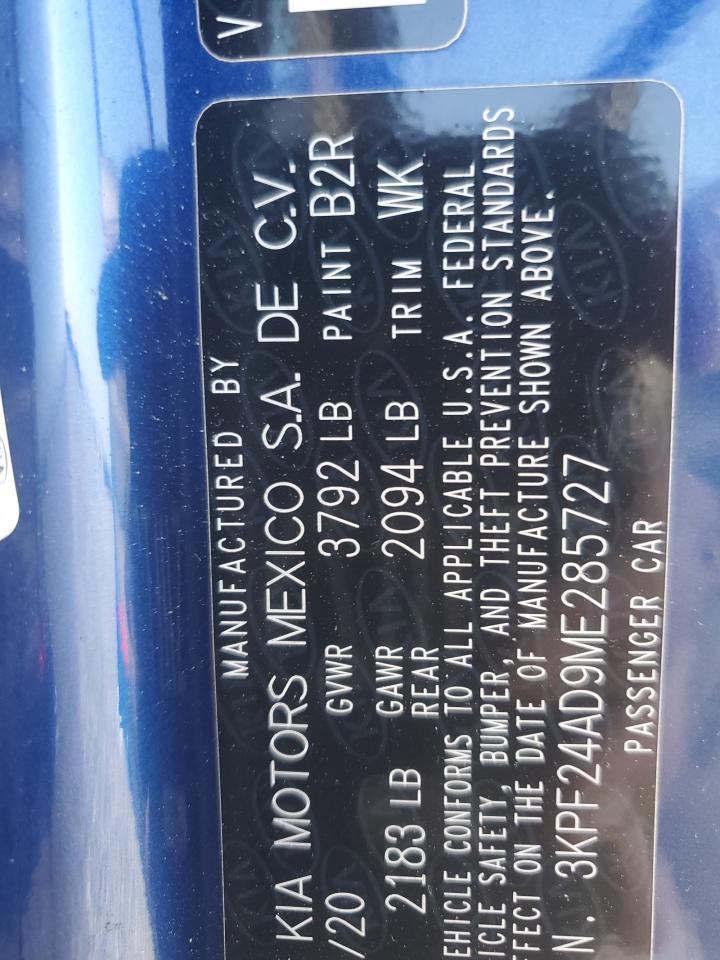 V
MANUFACTURED BY
KIA MOTORS MEXICO S.A. DE C.V.
/20 GVWR 3792 LB PAINT B2R
2183 LB GAWR REAR 2094 LB TRIM WK
EHICLE CONFORMS TO ALL APPLICABLE U.S.A. FEDERAL
ICLE SAFETY, BUMPER, AND THEFT PREVENTION STANDARDS
FFECT ON THE DATE OF MANUFACTURE SHOWN ABOVE.
N.: 3KPF24AD9ME285727
PASSENGER CAR